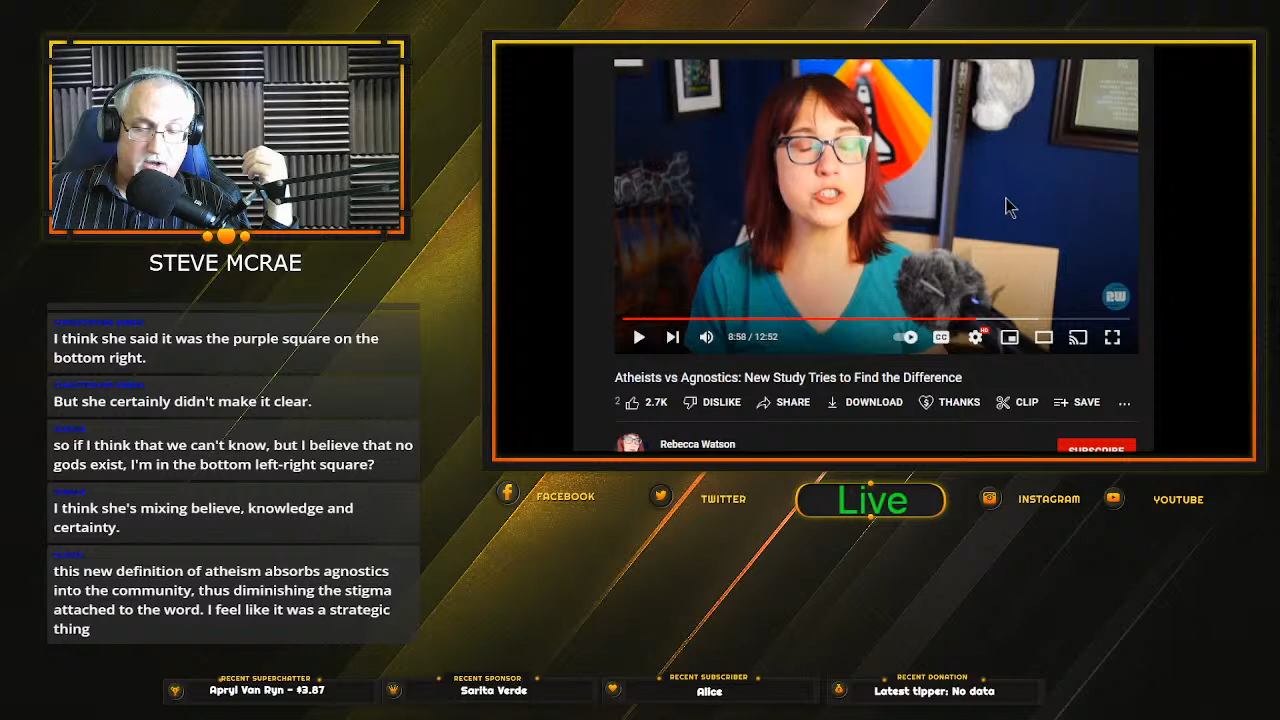 STEVE MCRAE
I think she said it was the purple square on the
bottom right.
But she certainly didn't make it clear.
so if I think that we can't know, but I believe that no
gods exist, I'm in the bottom left-right square?
I think she's mixing believe, knowledge and
certainty.
this new definition of atheism absorbs agnostics
into the community, thus diminishing the stigma
attached to the word. I feel like it was a strategic
thing
8:58 / 12:52
CC
HD
Atheists vs Agnostics: New Study Tries to Find the Difference
2 2.7K DISLIKE SHARE DOWNLOAD THANKS CLIP SAVE ...
Rebecca Watson
SUBSCRIBE
FACEBOOK TWITTER Live INSTAGRAM YOUTUBE
RECENT SUPERCHATTER
Apryl Van Ryn - $3.87
RECENT SPONSOR
Sarita Verde
RECENT SUBSCRIBER
Alice
RECENT DONATION
Latest tipper: No data